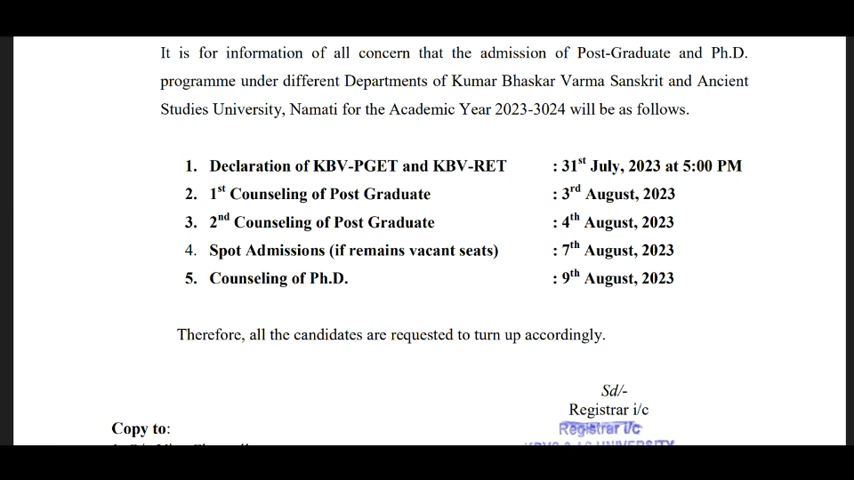 It is for information of all concern that the admission of Post-Graduate and Ph.D.
programme under different Departments of Kumar Bhaskar Varma Sanskrit and Ancient
Studies University, Namati for the Academic Year 2023-3024 will be as follows.
1. Declaration of KBV-PGET and KBV-RET : 31st July, 2023 at 5:00 PM
2. 1st Counseling of Post Graduate : 3rd August, 2023
3. 2nd Counseling of Post Graduate : 4th August, 2023
4. Spot Admissions (if remains vacant seats) : 7th August, 2023
5. Counseling of Ph.D. : 9th August, 2023
Therefore, all the candidates are requested to turn up accordingly.
Sd/-
Registrar i/c
Copy to:
Registrar i/c